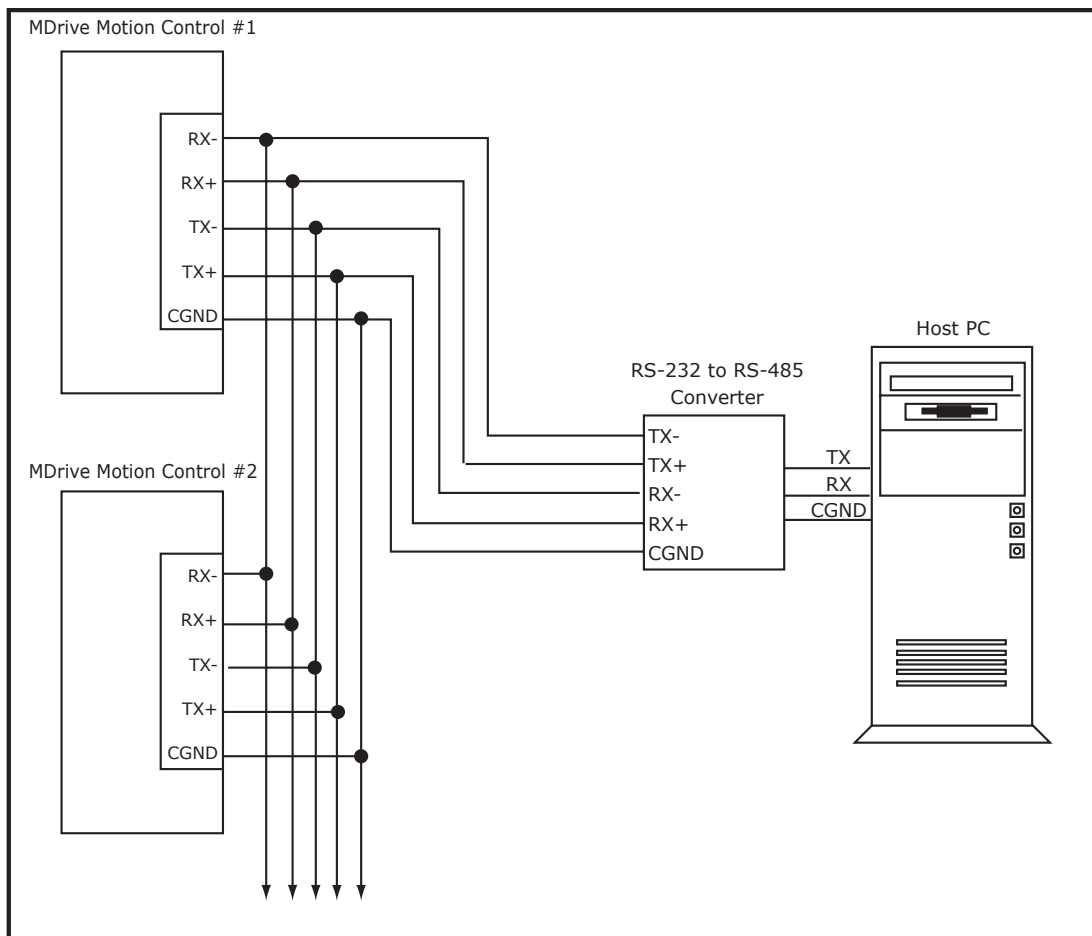 MDrive Motion Control #1
RX-
RX+
TX-
TX+
CGND
Host PC
RS-232 to RS-485
Converter
TX-
TX+
RX-
RX+
CGND
TX
RX
CGND
MDrive Motion Control #2
RX-
RX+
TX-
TX+
CGND